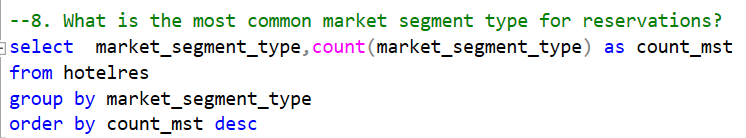 --8. What is the most common market segment type for reservations?
select  market_segment_type,count(market_segment_type) as count_mst
from hotelres
group by market_segment_type
order by count_mst desc